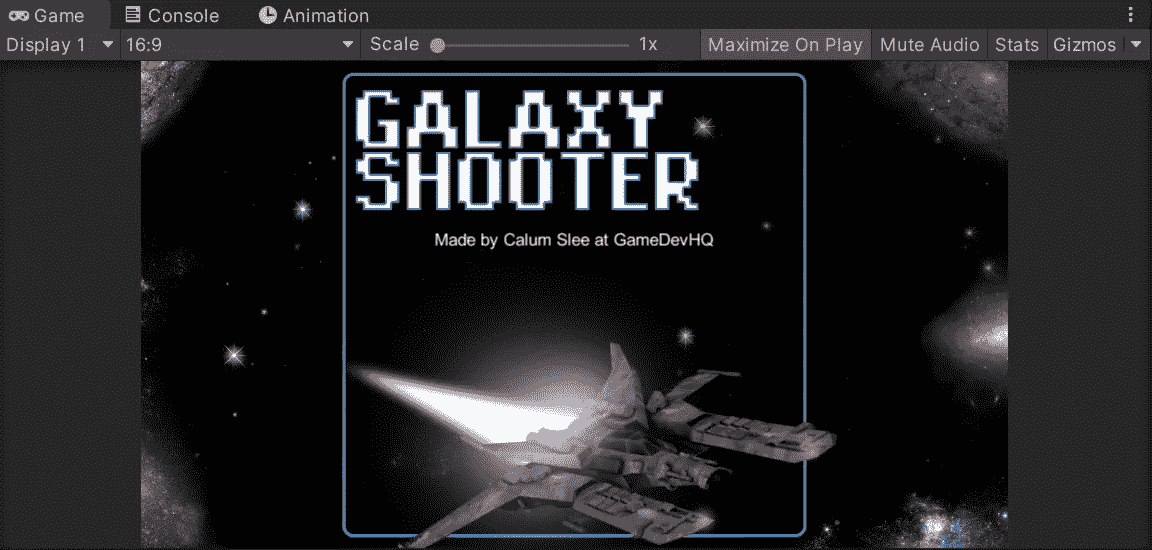 Game Console Animation
Display 1 16:9 Scale 1x Maximize On Play Mute Audio Stats Gizmos
GALAXY
SHOOTER
Made by Calum Slee at GameDevHQ